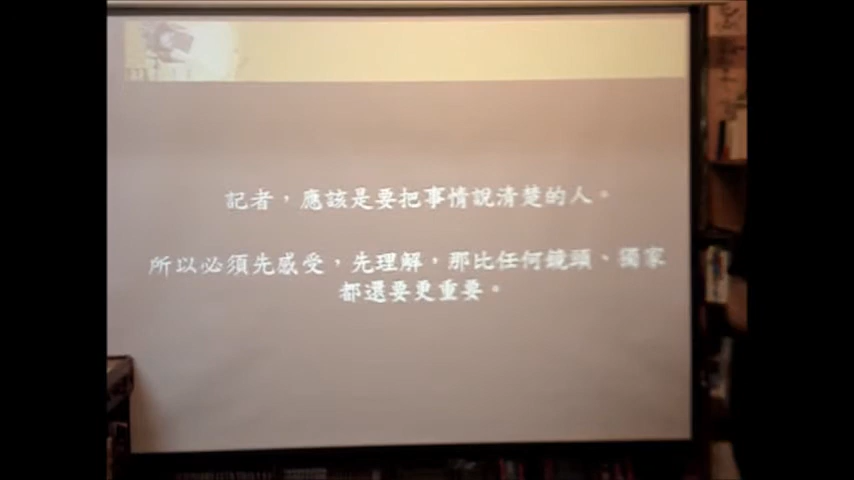 記者，應該是要把事情說清楚的人。
所以必須先感受，先理解，那比任何鏡頭、獨家
都還要更重要。